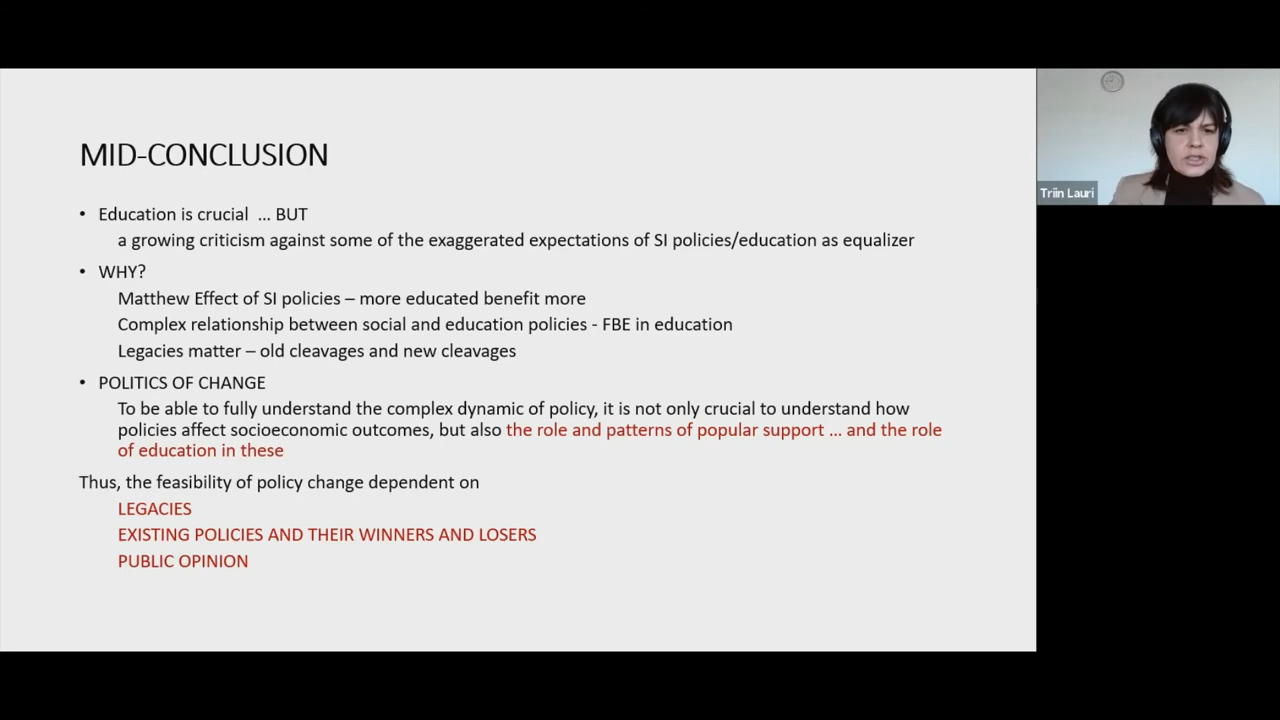 MID-CONCLUSION
• Education is crucial ... BUT
a growing criticism against some of the exaggerated expectations of SI policies/education as equalizer
• WHY?
Matthew Effect of SI policies – more educated benefit more
Complex relationship between social and education policies - FBE in education
Legacies matter – old cleavages and new cleavages
• POLITICS OF CHANGE
To be able to fully understand the complex dynamic of policy, it is not only crucial to understand how
policies affect socioeconomic outcomes, but also the role and patterns of popular support ... and the role
of education in these
Thus, the feasibility of policy change dependent on
LEGACIES
EXISTING POLICIES AND THEIR WINNERS AND LOSERS
PUBLIC OPINION
Triin Lauri